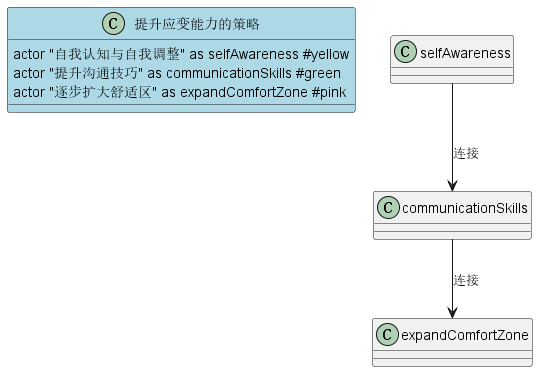 C 提升应变能力的策略
actor "自我认知与自我调整" as selfAwareness #yellow
actor "提升沟通技巧" as communicationSkills #green
actor "逐步扩大舒适区" as expandComfortZone #pink
C selfAwareness
连接
C communicationSkills
连接
C expandComfortZone